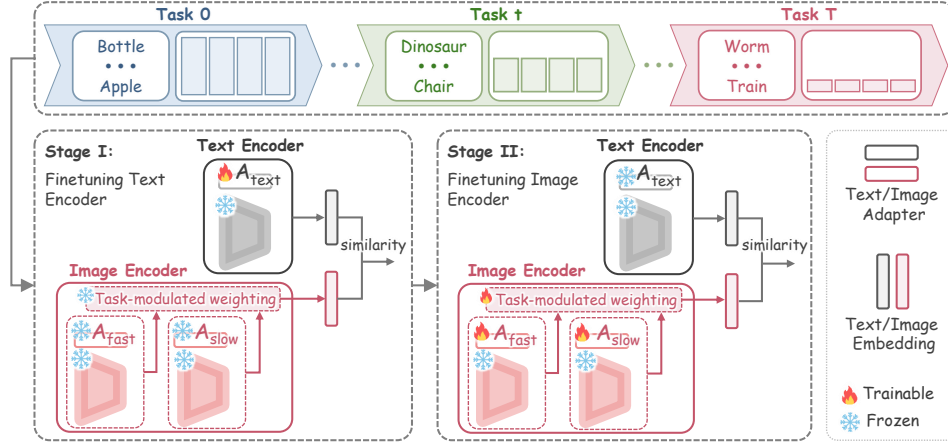 Task 0
Task t
Task T
Bottle
•••
Apple
•••
Dinosaur
•••
Chair
•••
Worm
•••
Train
Stage I:
Finetuning Text
Encoder
Text Encoder
A_text
similarity
Image Encoder
Task-modulated weighting
A_fast
A_slow
Stage II:
Finetuning Image
Encoder
Text Encoder
A_text
similarity
Image Encoder
Task-modulated weighting
A_fast
A_slow
Text/Image
Adapter
Text/Image
Embedding
Trainable
Frozen